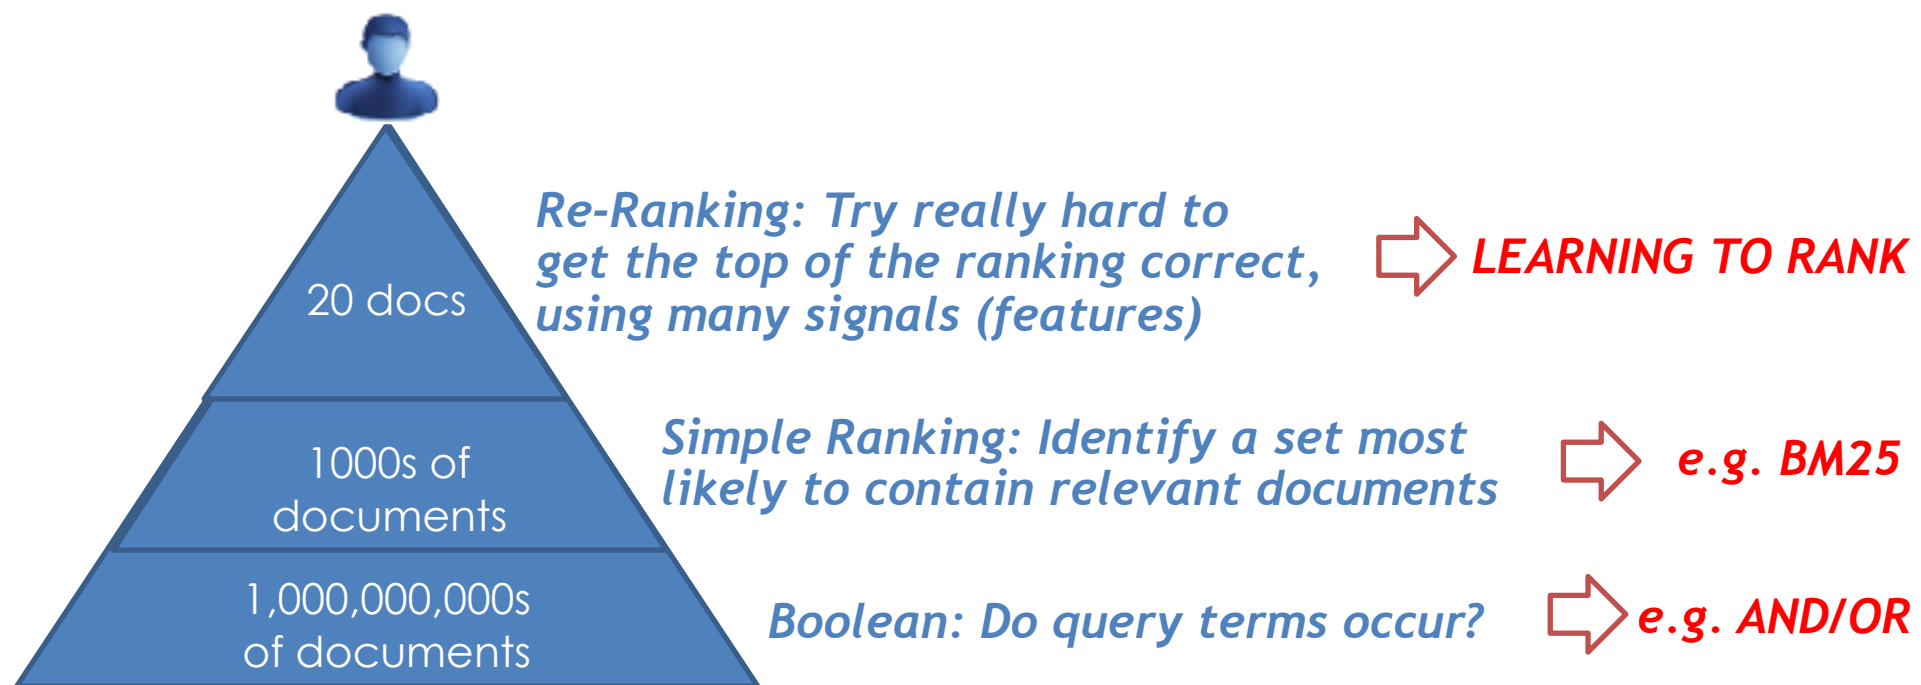 Re-Ranking: Try really hard to
get the top of the ranking correct,
using many signals (features)
LEARNING TO RANK
20 docs
Simple Ranking: Identify a set most
likely to contain relevant documents
e.g. BM25
1000s of
documents
Boolean: Do query terms occur?
e.g. AND/OR
1,000,000,000s
of documents